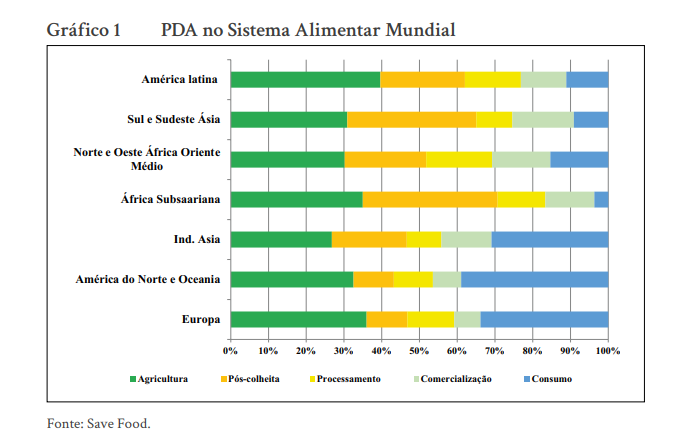 Gráfico 1 PDA no Sistema Alimentar Mundial
América latina
Sul e Sudeste Ásia
Norte e Oeste África Oriente
Médio
África Subsaariana
Ind. Asia
América do Norte e Oceania
Europa
0% 10% 20% 30% 40% 50% 60% 70% 80% 90% 100%
Agricultura Pós-colheita Processamento Comercialização Consumo
Fonte: Save Food.